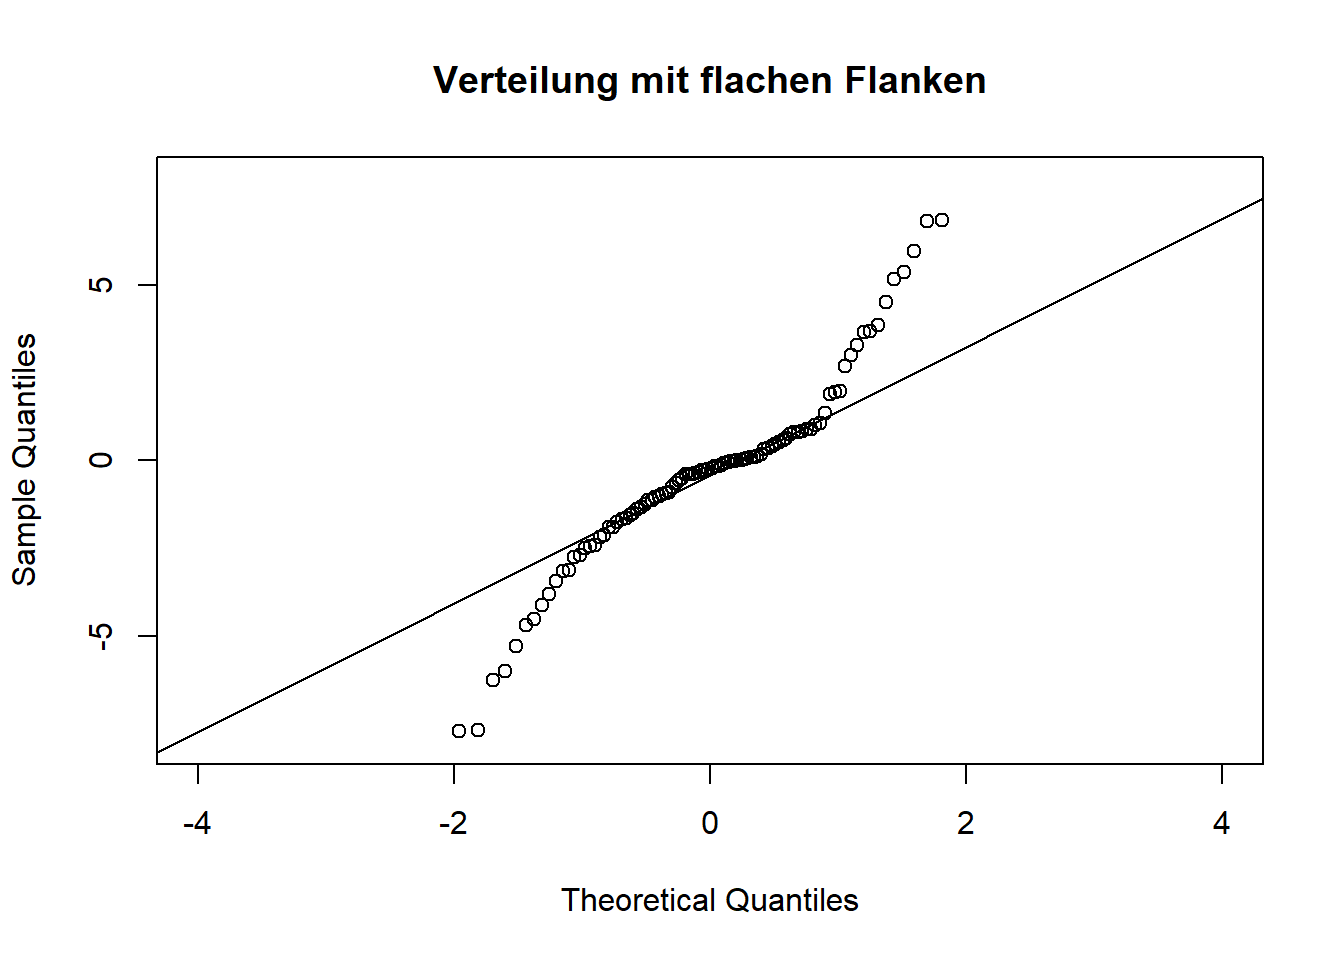 Verteilung mit flachen Flanken
Sample Quantiles
5
0
-5
-4
-2
0
2
4
Theoretical Quantiles